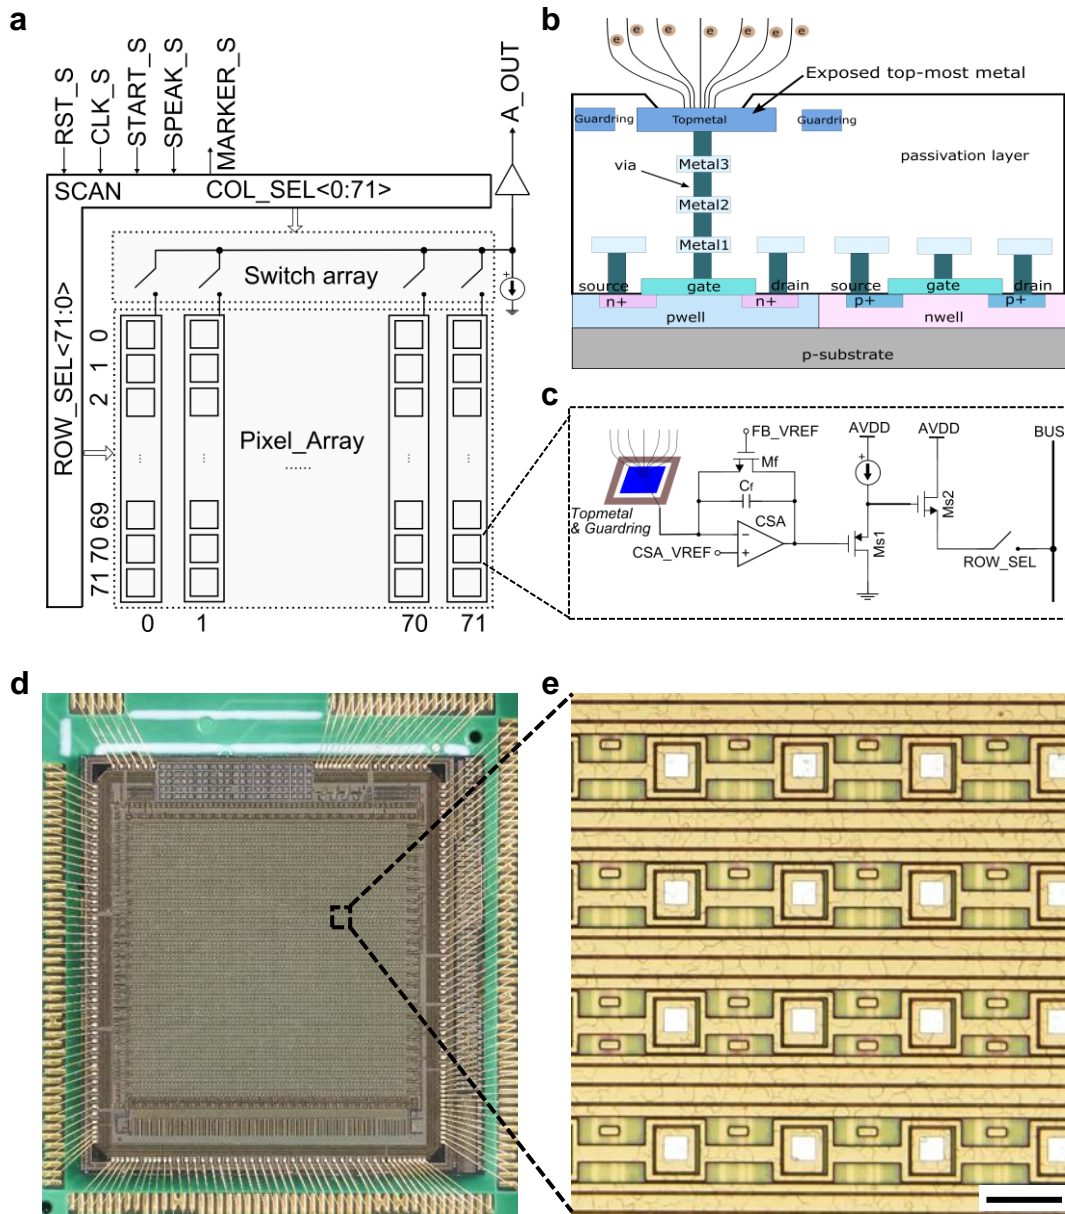 a
RST_S
CLK_S
START_S
SPEAK_S
MARKER_S
A_OUT
SCAN
COL_SEL<0:71>
ROW_SEL<71:0>
Switch array
+
0
1
2
...
69
70
71
Pixel_Array
......
...
...
...
0 1 70 71
b
e e e e e e
Exposed top-most metal
Guardring Topmetal Guardring
passivation layer
via
Metal3
Metal2
Metal1
source gate drain source gate drain
n+ n+ p+ p+
pwell nwell
p-substrate
c
FB_VREF
AVDD
AVDD
BUS
Mf
Cf
+
Ms2
Topmetal
& Guardring
CSA
−
+
CSA_VREF
Ms1
ROW_SEL
d
e